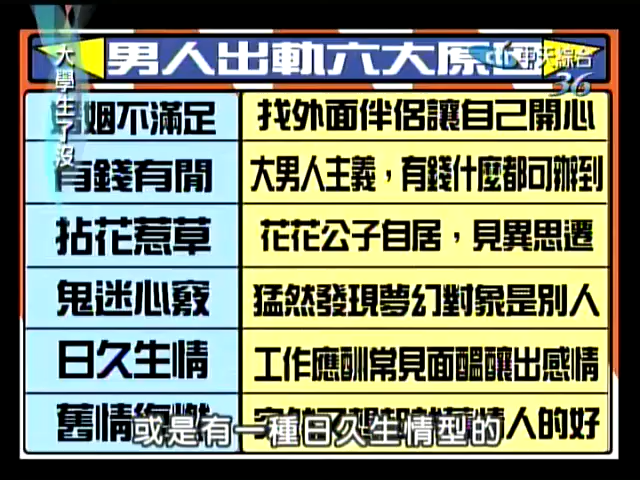 男人出軌六大原
東天綜合
36
大學生了沒
婚姻不滿足 找外面伴侶讓自己開心
有錢有閒 大男人主義,有錢什麼都可辦到
拈花惹草 花花公子自居,見異思遷
鬼迷心竅 猛然發現夢幻對象是別人
日久生情 工作應酬常見面醞釀出感情
舊情復燃 人的好
或是有一種日久生情型的